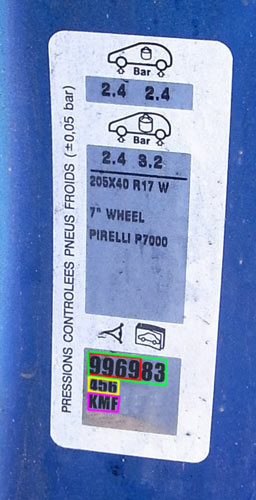 PRESSIONS CONTROLEES PNEUS FROIDS (±0,05 bar)
Bar
2.4 2.4
Bar
2.4 3.2
205X40 R17 W
7" WHEEL
PIRELLI P7000
996983
456
KMF